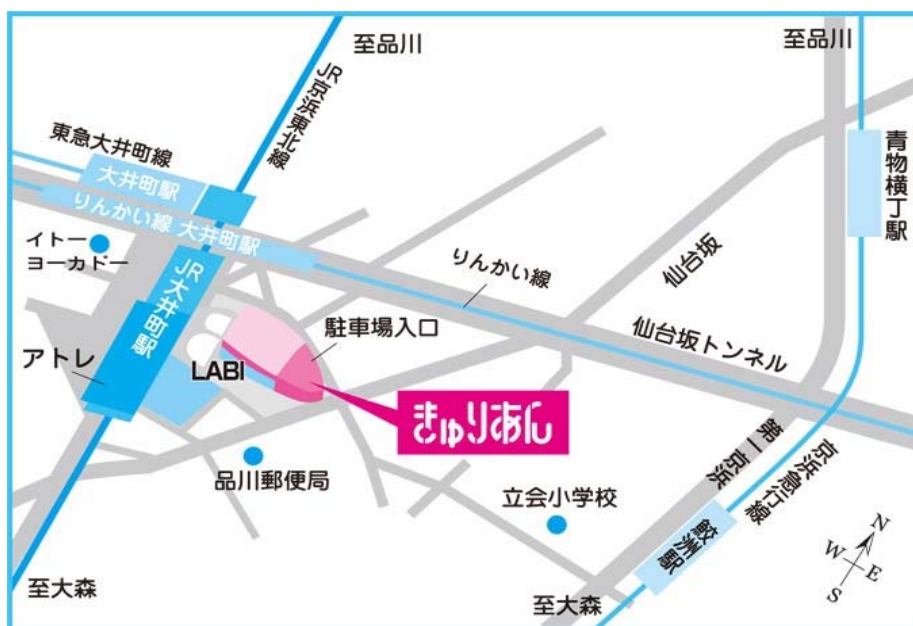 至品川
至品川
JR京浜東北線
東急大井町線
大井町駅
りんかい線 大井町駅
青物横丁駅
イトー
ヨーカドー
JR大井町駅
りんかい線
仙台坂
駐車場入口
仙台坂トンネル
アトレ
LABI
きゅりあん
第一京浜
京浜急行線
品川郵便局
立会小学校
鮫洲駅
N
W
E
S
至大森
至大森